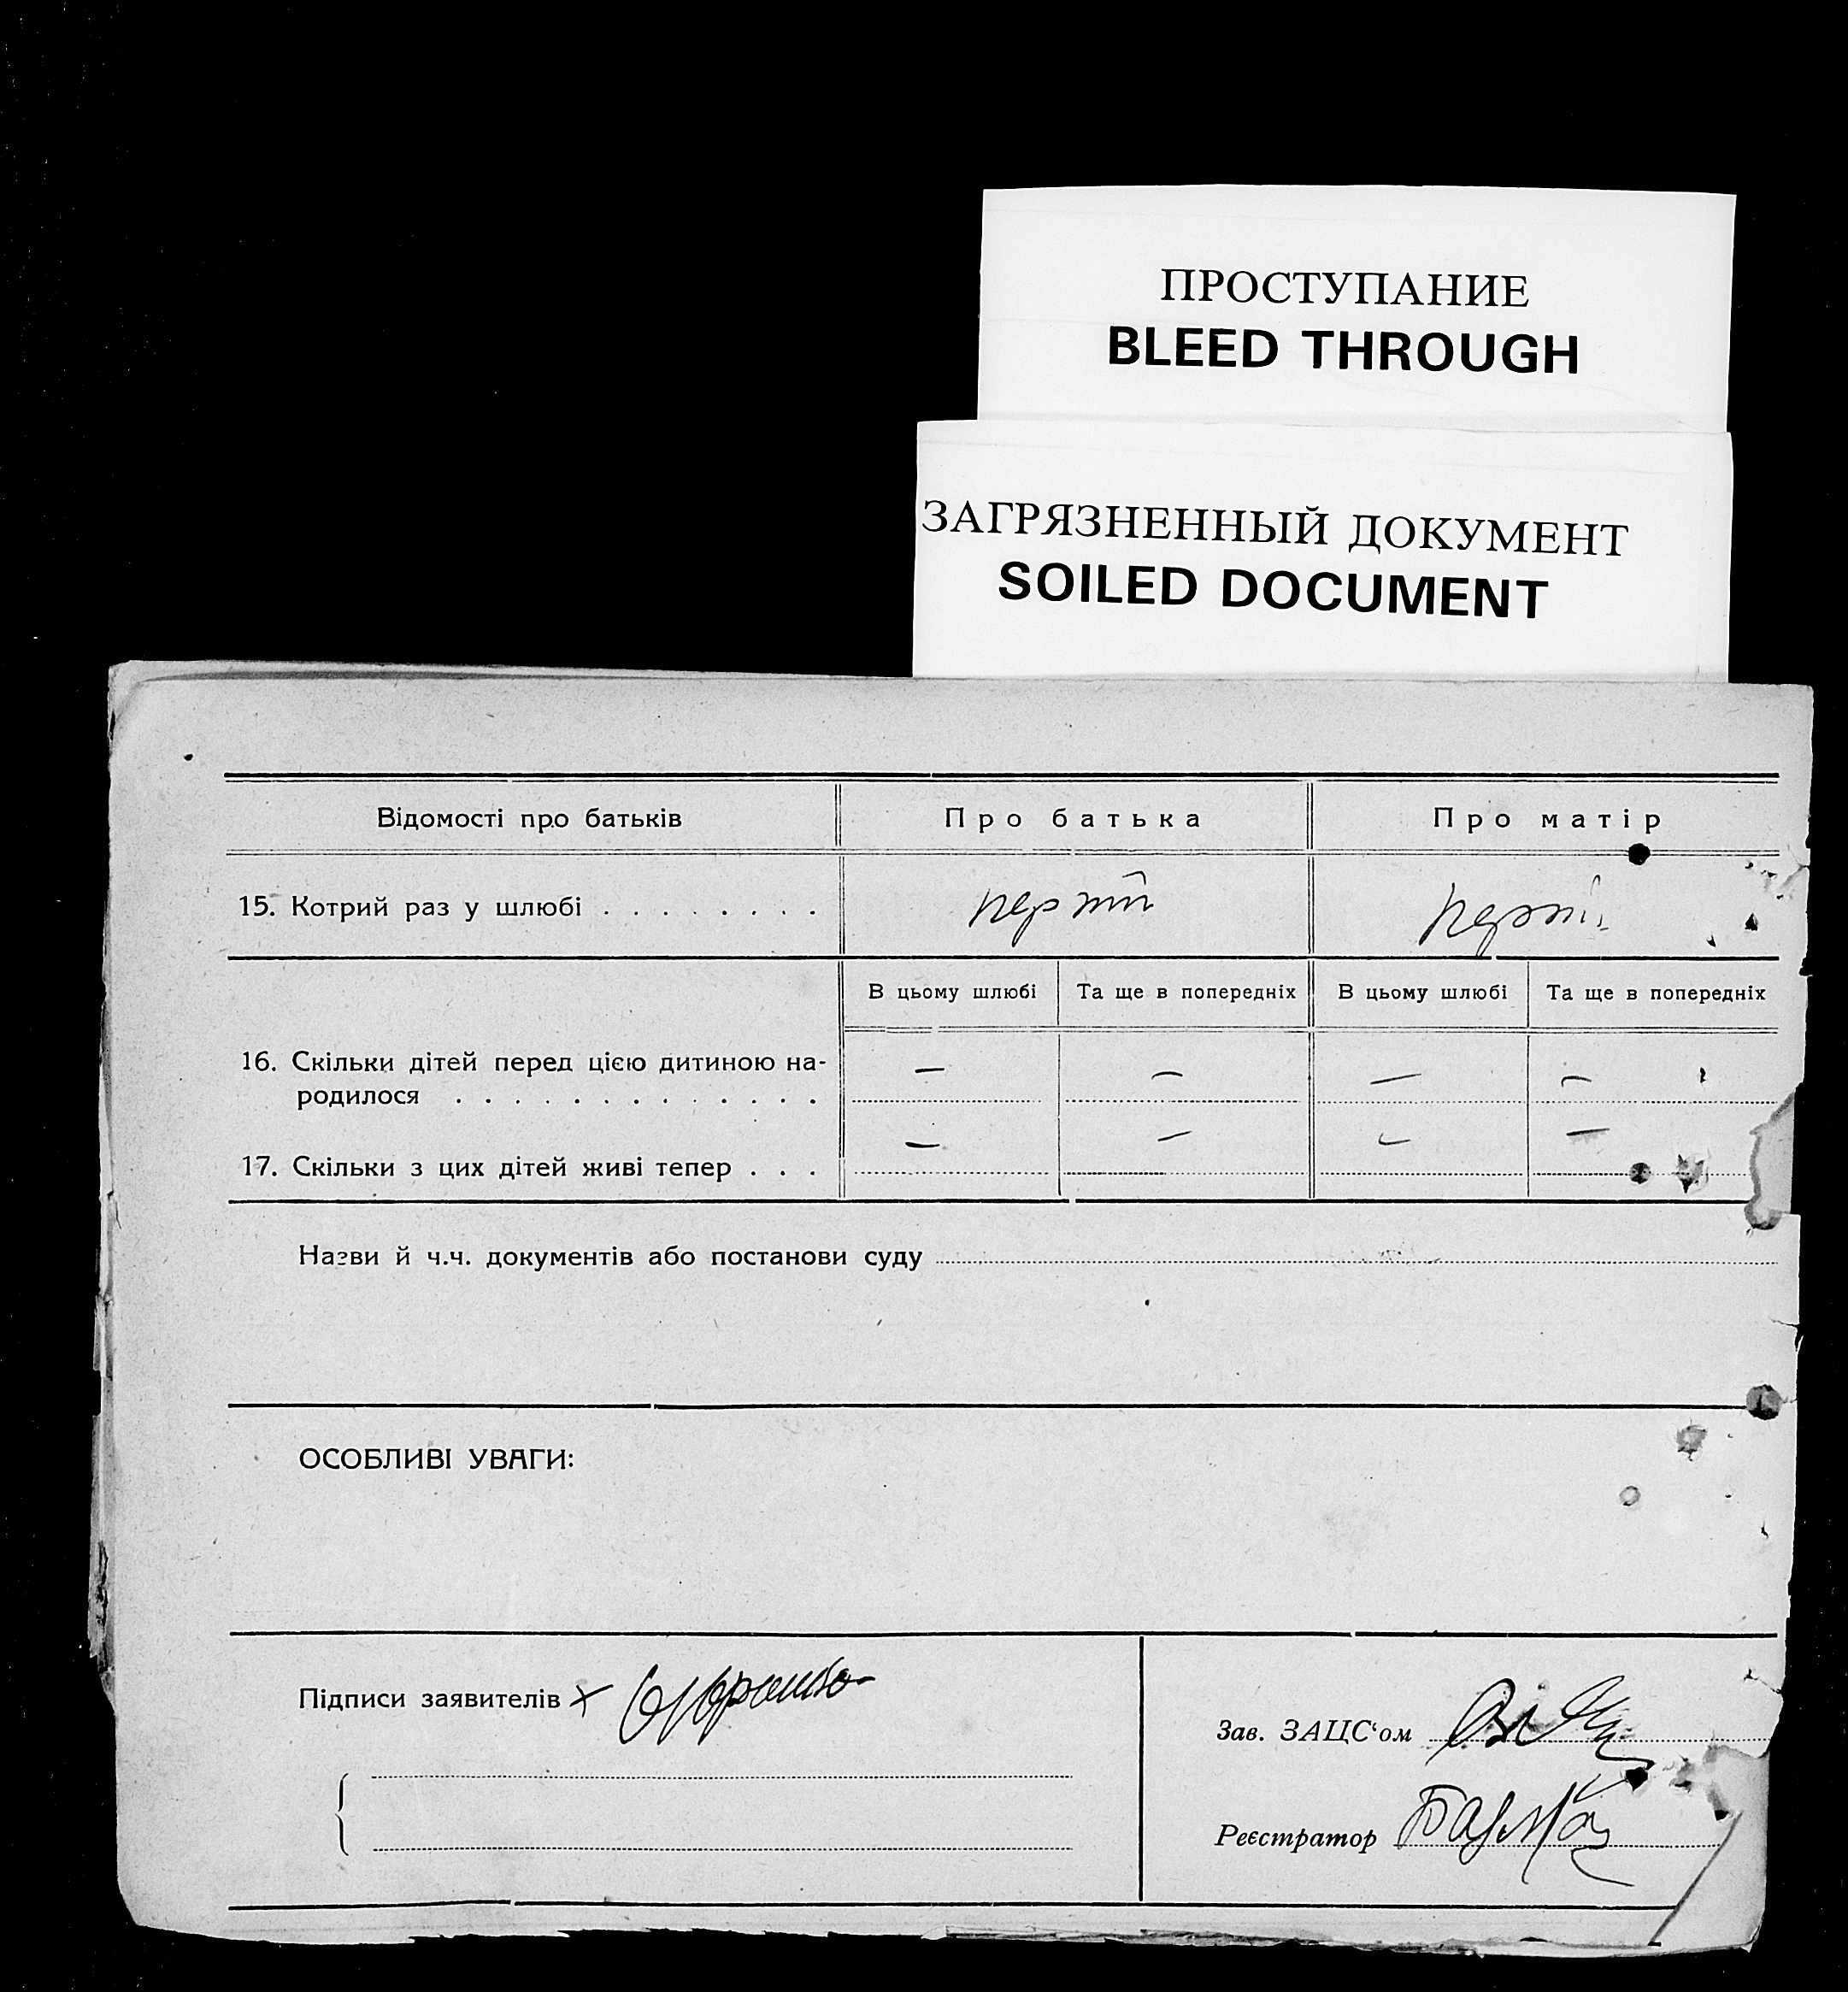 ПРОСТУПАНИЕ
BLEED THROUGH
ЗАГРЯЗНЕННЫЙ ДОКУМЕНТ
SOILED DOCUMENT
Відомості про батьків Про батька Про матір
15. Котрий раз у шлюбі . . . . . . . .
В цьому шлюбі Та ще в попередніх В цьому шлюбі Та ще в попередніх
16. Скільки дітей перед цією дитиною на- — — — —
родилося . . . . . . . . . . . . .
17. Скільки з цих дітей живі тепер . . . — — — —
Назви й ч.ч. документів або постанови суду
ОСОБЛИВІ УВАГИ:
Підписи заявителів
Зав. ЗАЦС‘ом
Реєстратор